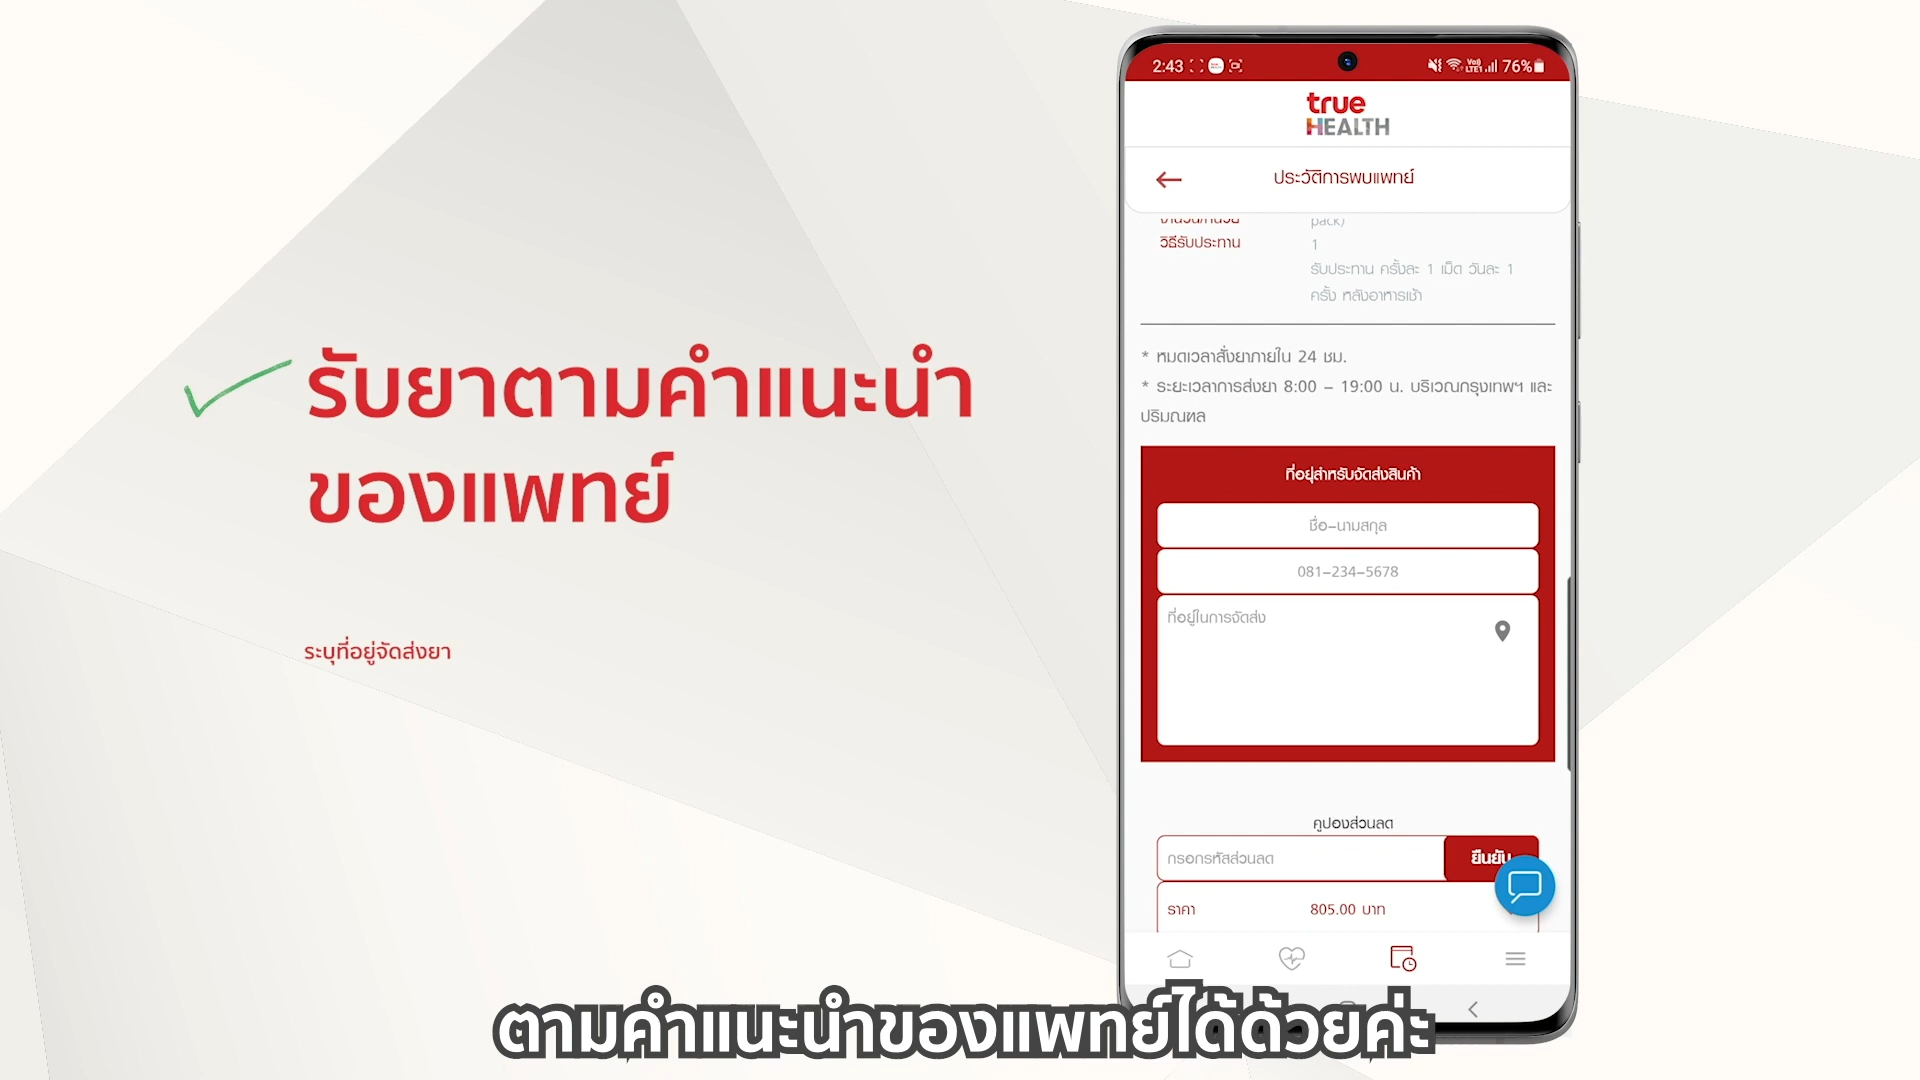 รับยาตามคำแนะนำ
ของแพทย์
ระบุที่อยู่จัดส่งยา
2:43
76%
true
HEALTH
ประวัติการพบแพทย์
pack)
วิธีรับประทาน
1
รับประทาน ครั้งละ 1 เม็ด วันละ 1
ครั้ง หลังอาหารเช้า
* หมดเวลาสั่งยาภายใน 24 ชม.
* ระยะเวลาการส่งยา 8:00 – 19:00 น. บริเวณกรุงเทพฯ และ
ปริมณฑล
ที่อยู่สำหรับจัดส่งสินค้า
ชื่อ–นามสกุล
081–234–5678
ที่อยู่ในการจัดส่ง
คูปองส่วนลด
กรอกรหัสส่วนลด
ยืนยัน
ราคา 805.00 บาท
ตามคำแนะนำของแพทย์ได้ด้วยค่ะ